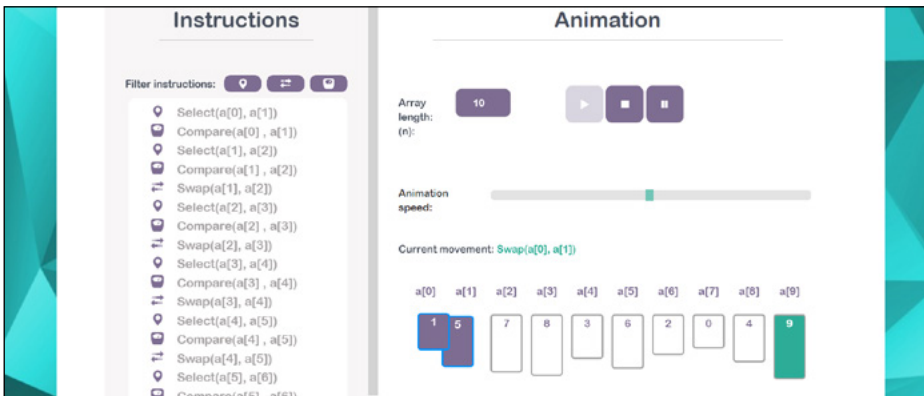 Instructions
Filter instructions:
Select(a[0], a[1])
Compare(a[0] , a[1])
Select(a[1], a[2])
Compare(a[1] , a[2])
Swap(a[1], a[2])
Select(a[2], a[3])
Compare(a[2] , a[3])
Swap(a[2], a[3])
Select(a[3], a[4])
Compare(a[3] , a[4])
Swap(a[3], a[4])
Select(a[4], a[5])
Compare(a[4] , a[5])
Swap(a[4], a[5])
Select(a[5], a[6])
Compare(a[5] , a[6])
Animation
Array
length:
(n):
10
Animation
speed:
Current movement: Swap(a[0], a[1])
a[0] a[1] a[2] a[3] a[4] a[5] a[6] a[7] a[8] a[9]
1 5 7 8 3 6 2 0 4 9